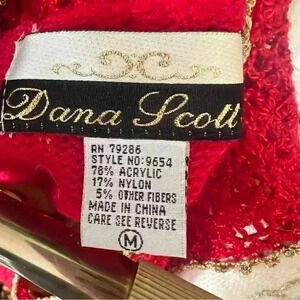 Dana Scott
RN 79286
STYLE NO:9654
78% ACRYLIC
17% NYLON
5% OTHER FIBERS
MADE IN CHINA
CARE SEE REVERSE
M